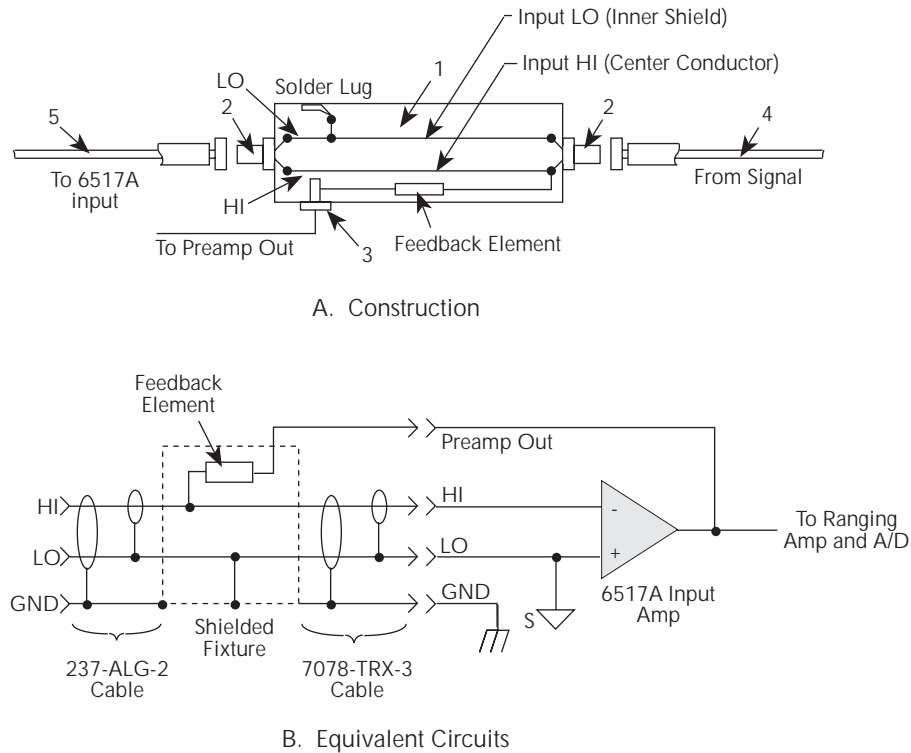 Input LO (Inner Shield)
Input HI (Center Conductor)
LO
Solder Lug
1
5
2
2
4
To 6517A
input
From Signal
HI
To Preamp Out
3
Feedback Element
A. Construction
Feedback
Element
Preamp Out
HI
HI
-
To Ranging
Amp and A/D
LO
LO
+
GND
GND
S
6517A Input
Amp
Shielded
Fixture
237-ALG-2
Cable
7078-TRX-3
Cable
B. Equivalent Circuits